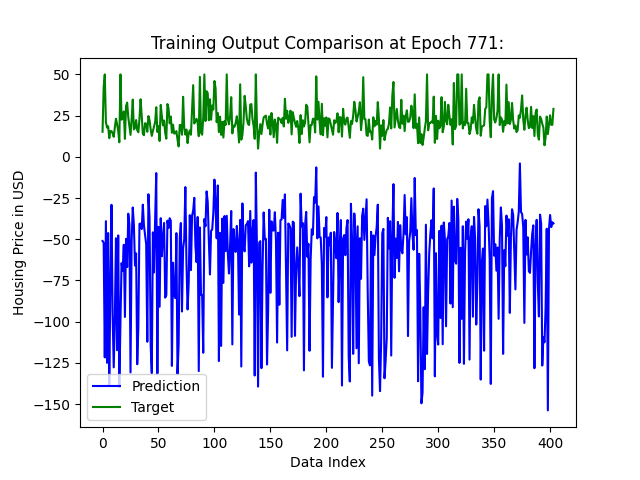 Training Output Comparison at Epoch 771:
50
25
0
−25
−50
−75
−100
−125
−150
Housing Price in USD
Prediction
Target
0 50 100 150 200 250 300 350 400
Data Index